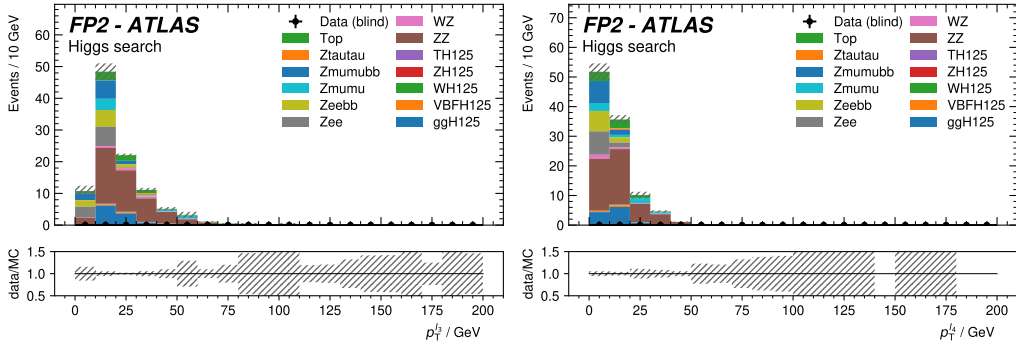 FP2 - ATLAS
Higgs search
Data (blind)
Top
Ztautau
Zmumubb
Zmumu
Zeebb
Zee
WZ
ZZ
TH125
ZH125
WH125
VBFH125
ggH125
Events / 10 GeV
60
50
40
30
20
10
0
data/MC
1.5
1.0
0.5
0 25 50 75 100 125 150 175 200
p_T^{l_3} / GeV
FP2 - ATLAS
Higgs search
Data (blind)
Top
Ztautau
Zmumubb
Zmumu
Zeebb
Zee
WZ
ZZ
TH125
ZH125
WH125
VBFH125
ggH125
Events / 10 GeV
70
60
50
40
30
20
10
0
data/MC
1.5
1.0
0.5
0 25 50 75 100 125 150 175 200
p_T^{l_4} / GeV